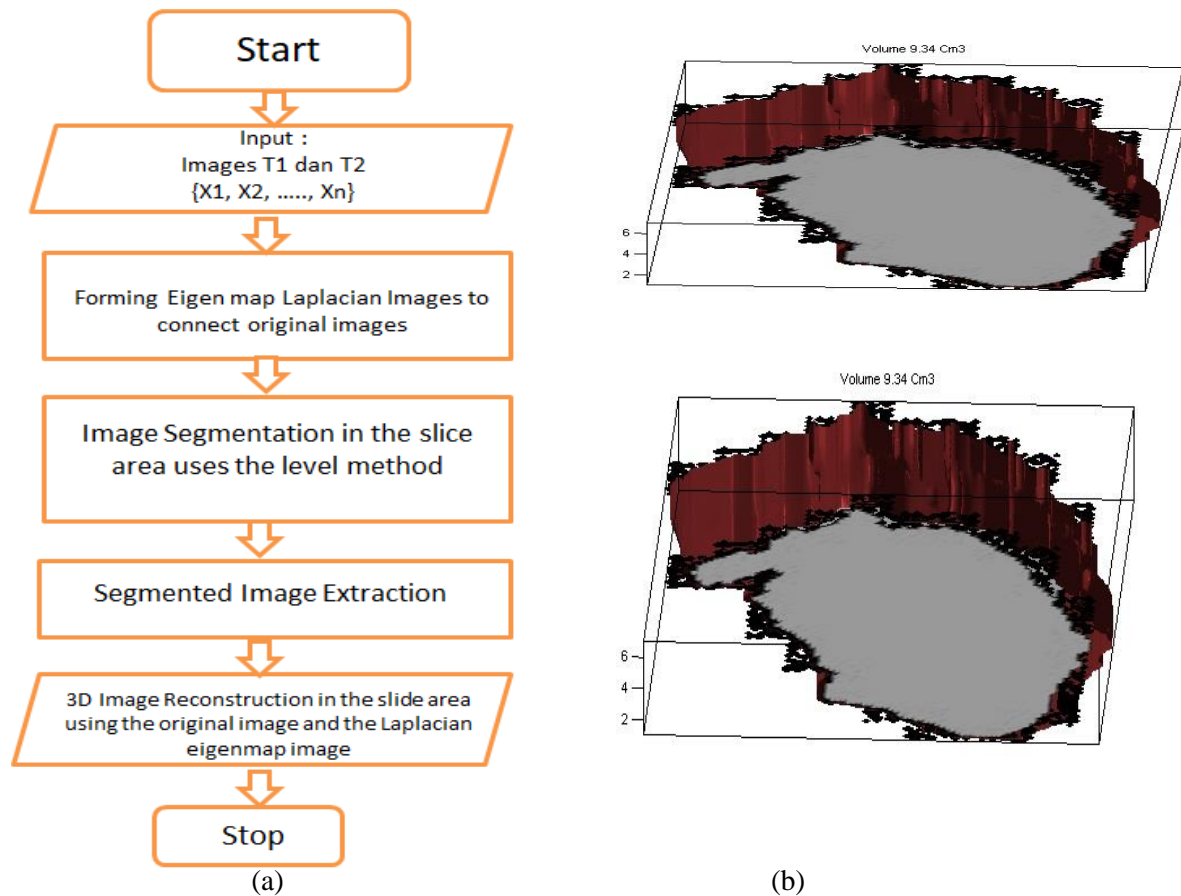 Start
Input :
Images T1 dan T2
{X1, X2, ....., Xn}
Forming Eigen map Laplacian Images to
connect original images
Image Segmentation in the slice
area uses the level method
Segmented Image Extraction
3D Image Reconstruction in the slide area
using the original image and the Laplacian
eigenmap image
Stop
(a)
Volume 9.34 Cm3
6
4
2
Volume 9.34 Cm3
6
4
2
(b)